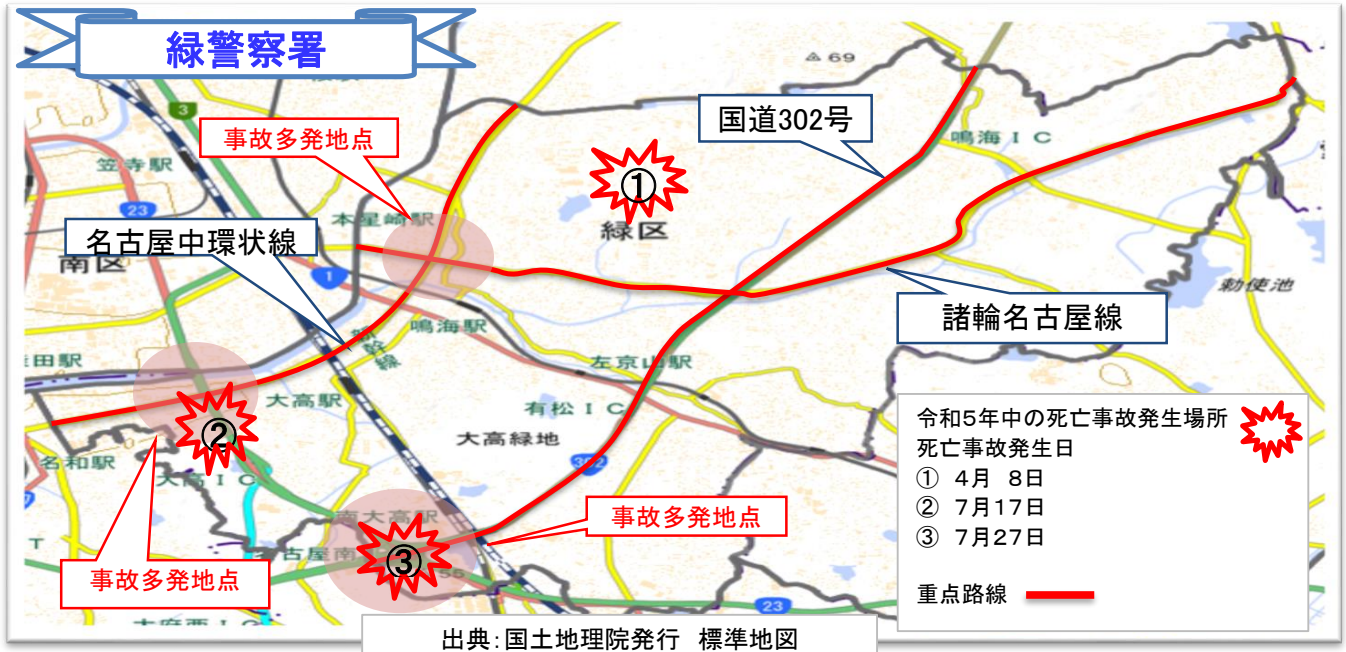 緑警察署
69
3
事故多発地点
国道302号
鳴海IC
笠寺駅
23
本星崎駅
①
緑区
名古屋中環状線
南区
1
勅使池
諸輪名古屋線
鳴海駅
左京山駅
大高駅
有松IC
②
大高緑地
名和駅
302
大高IC
南大高駅
事故多発地点
③
事故多発地点
23
令和5年中の死亡事故発生場所
死亡事故発生日
① 4月 8日
② 7月17日
③ 7月27日
重点路線
出典:国土地理院発行 標準地図